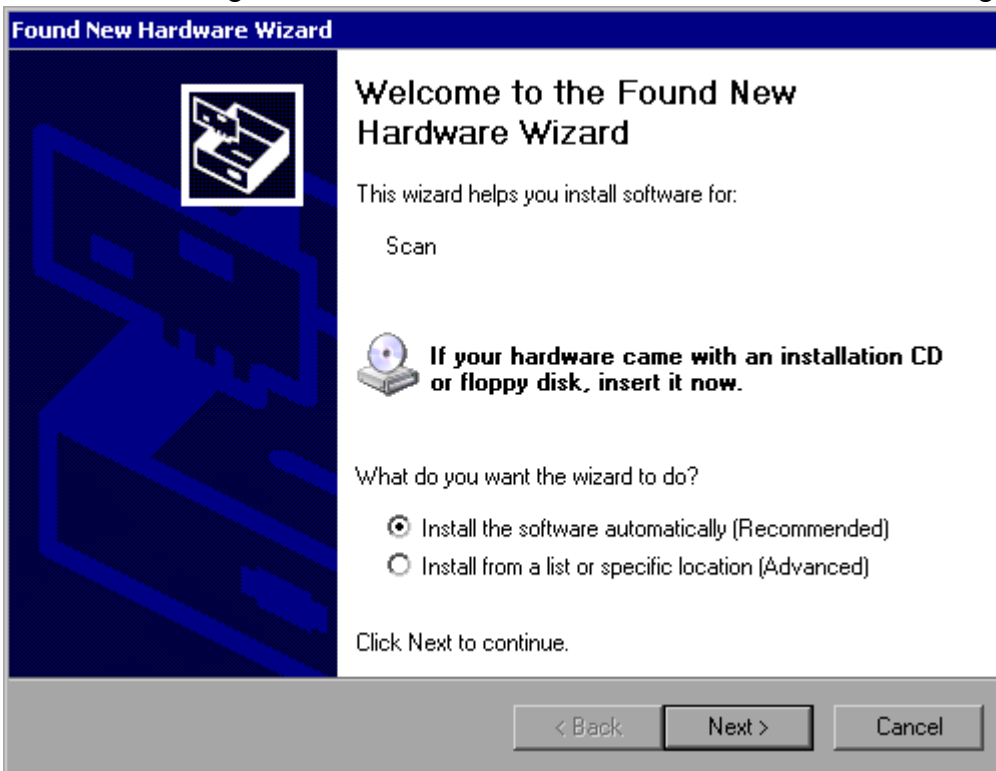 Found New Hardware Wizard
Welcome to the Found New
Hardware Wizard
This wizard helps you install software for:
Scan
If your hardware came with an installation CD
or floppy disk, insert it now.
What do you want the wizard to do?
Install the software automatically (Recommended)
Install from a list or specific location (Advanced)
Click Next to continue.
< Back
Next >
Cancel